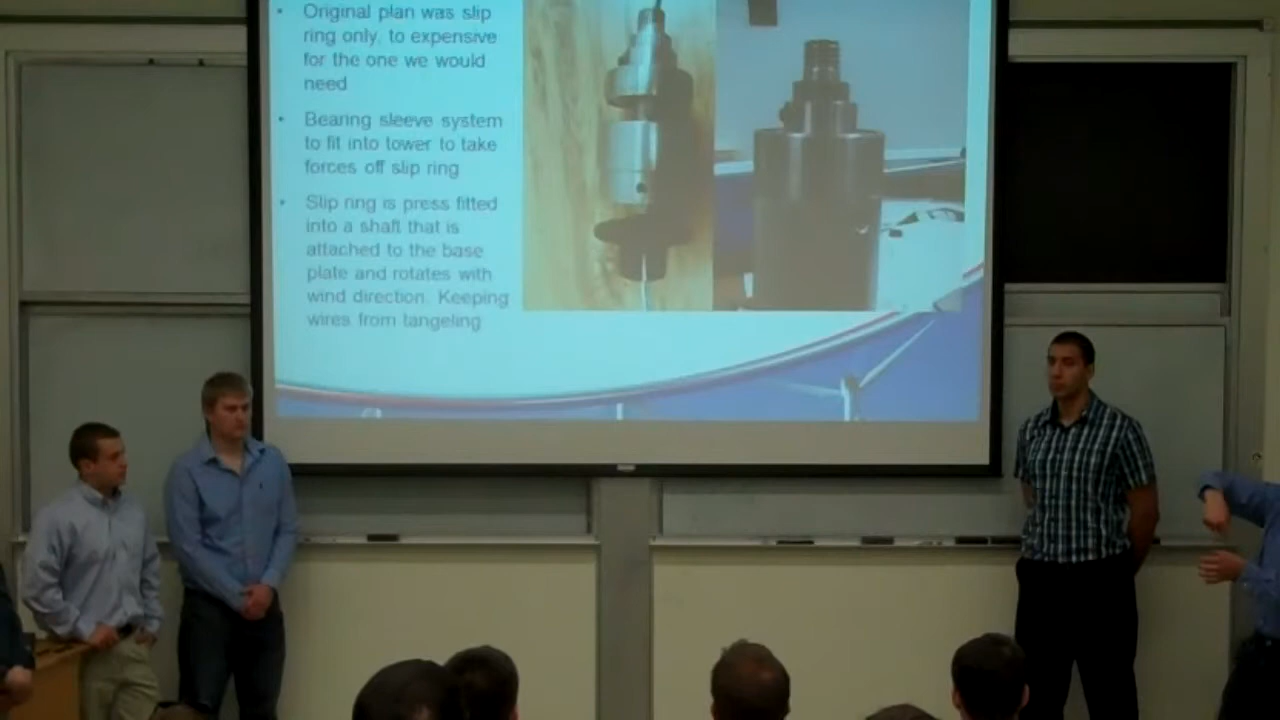 • Original plan was slip
ring only, to expensive
for the one we would
need
• Bearing sleeve system
to fit into tower to take
forces off slip ring
• Slip ring is press fitted
into a shaft that is
attached to the base
plate and rotates with
wind direction. Keeping
wires from tangeling